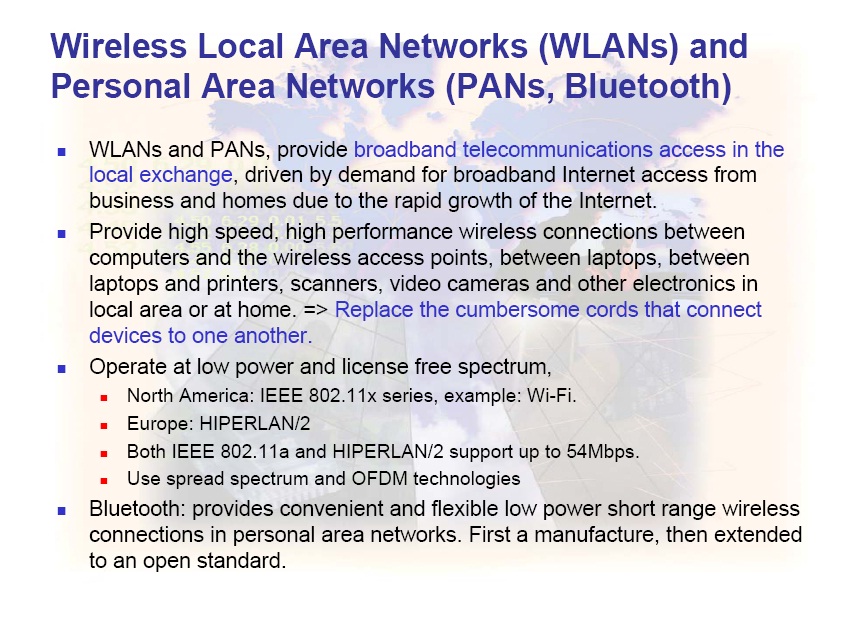 Wireless Local Area Networks (WLANs) and
Personal Area Networks (PANs, Bluetooth)
WLANs and PANs, provide broadband telecommunications access in the
local exchange, driven by demand for broadband Internet access from
business and homes due to the rapid growth of the Internet.
Provide high speed, high performance wireless connections between
computers and the wireless access points, between laptops, between
laptops and printers, scanners, video cameras and other electronics in
local area or at home. => Replace the cumbersome cords that connect
devices to one another.
Operate at low power and license free spectrum,
North America: IEEE 802.11x series, example: Wi-Fi.
Europe: HIPERLAN/2
Both IEEE 802.11a and HIPERLAN/2 support up to 54Mbps.
Use spread spectrum and OFDM technologies
Bluetooth: provides convenient and flexible low power short range wireless
connections in personal area networks. First a manufacture, then extended
to an open standard.